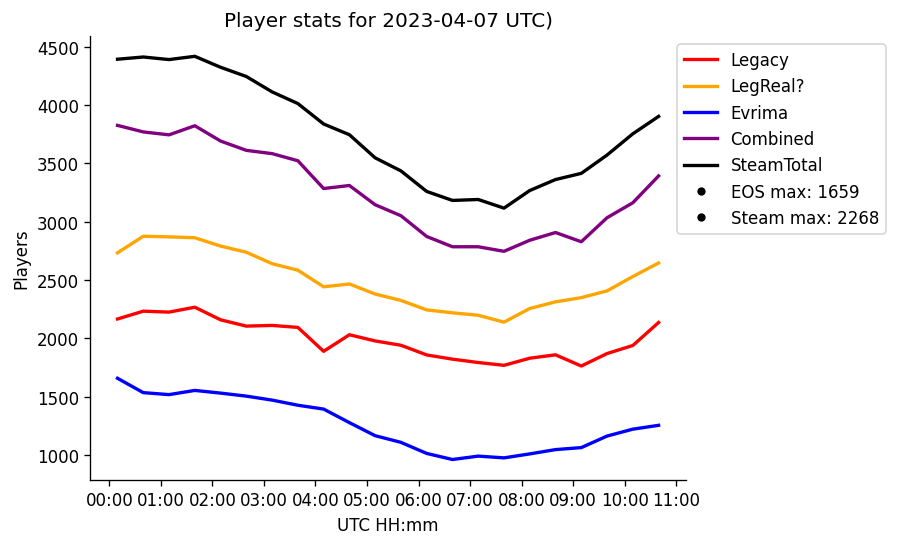 Player stats for 2023-04-07 UTC)
4500
4000
3500
3000
2500
2000
1500
1000
Players
00:00 01:00 02:00 03:00 04:00 05:00 06:00 07:00 08:00 09:00 10:00 11:00
UTC HH:mm
Legacy
LegReal?
Evrima
Combined
SteamTotal
EOS max: 1659
Steam max: 2268